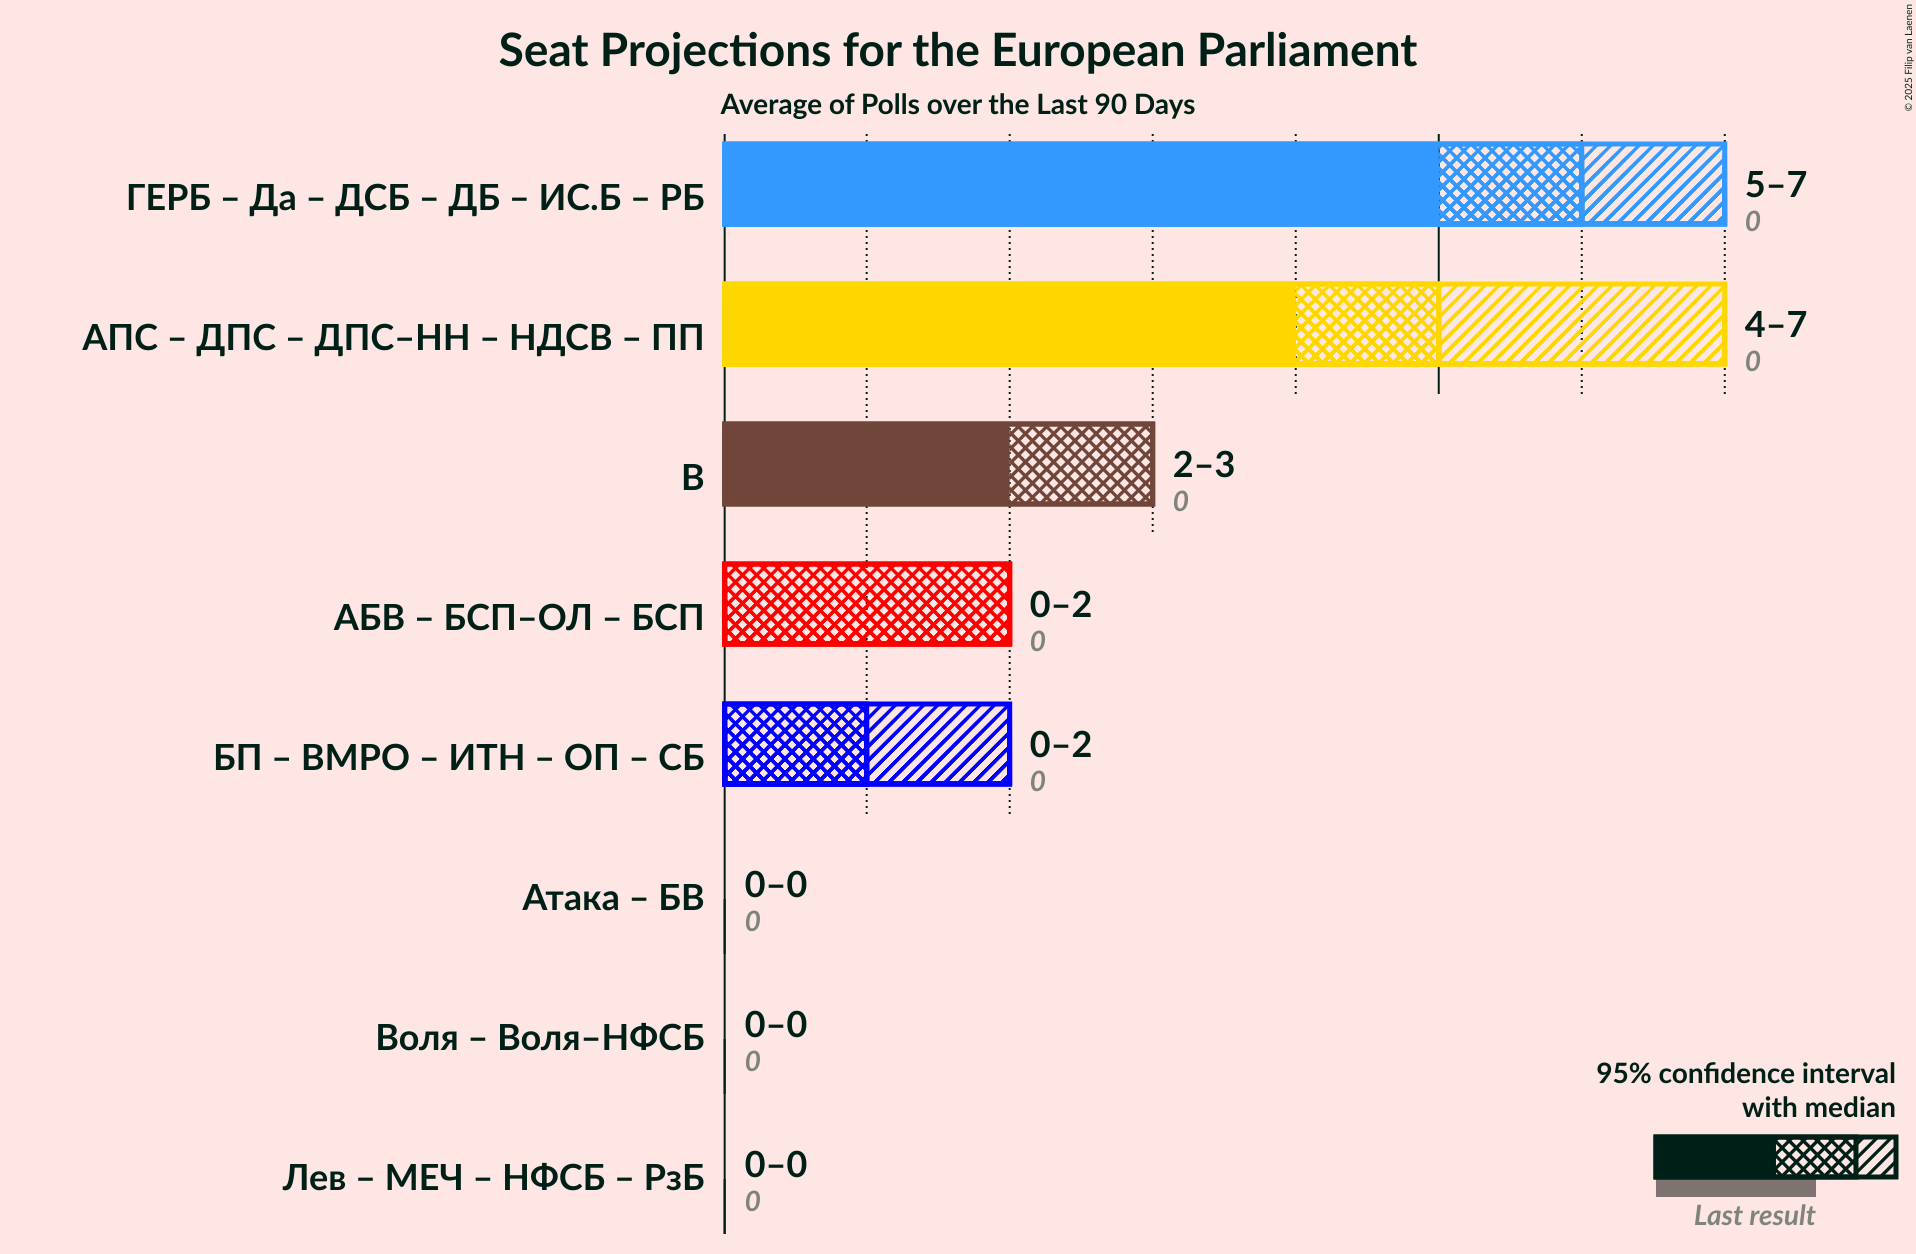 Seat Projections for the European Parliament
Average of Polls over the Last 90 Days
© 2025 Filip van Laenen
ГЕРБ – Да – ДСБ – ДБ – ИС.Б – РБ
5–7
0
АПС – ДПС – ДПС–НН – НДСВ – ПП
4–7
0
В
2–3
0
АБВ – БСП–ОЛ – БСП
0–2
0
БП – ВМРО – ИТН – ОП – СБ
0–2
0
Атака – БВ
0–0
0
Воля – Воля–НФСБ
0–0
0
Лев – МЕЧ – НФСБ – РзБ
0–0
0
95% confidence interval
with median
Last result